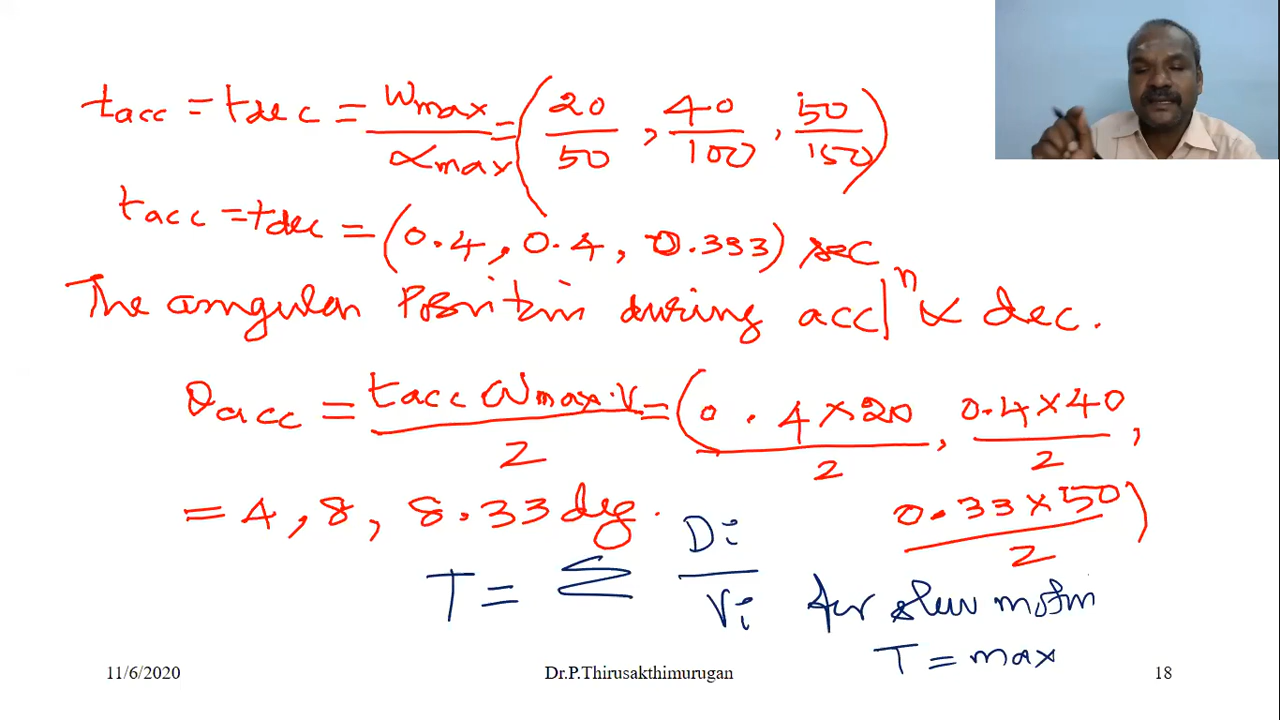 tacc = tdec = ωmax / αmax = (20/50, 40/100, 50/150)
tacc = tdec = (0.4, 0.4, 0.333) sec
The angular Position during accl^n & dec.
θacc = tacc ωmax.v / 2 = (0.4×20 / 2, 0.4×40 / 2,
= 4, 8, 8.33 deg. 0.33×50 / 2)
T = Σ Di / Vi for slew motion
T = max
11/6/2020 Dr.P.Thirusakthimurugan 18